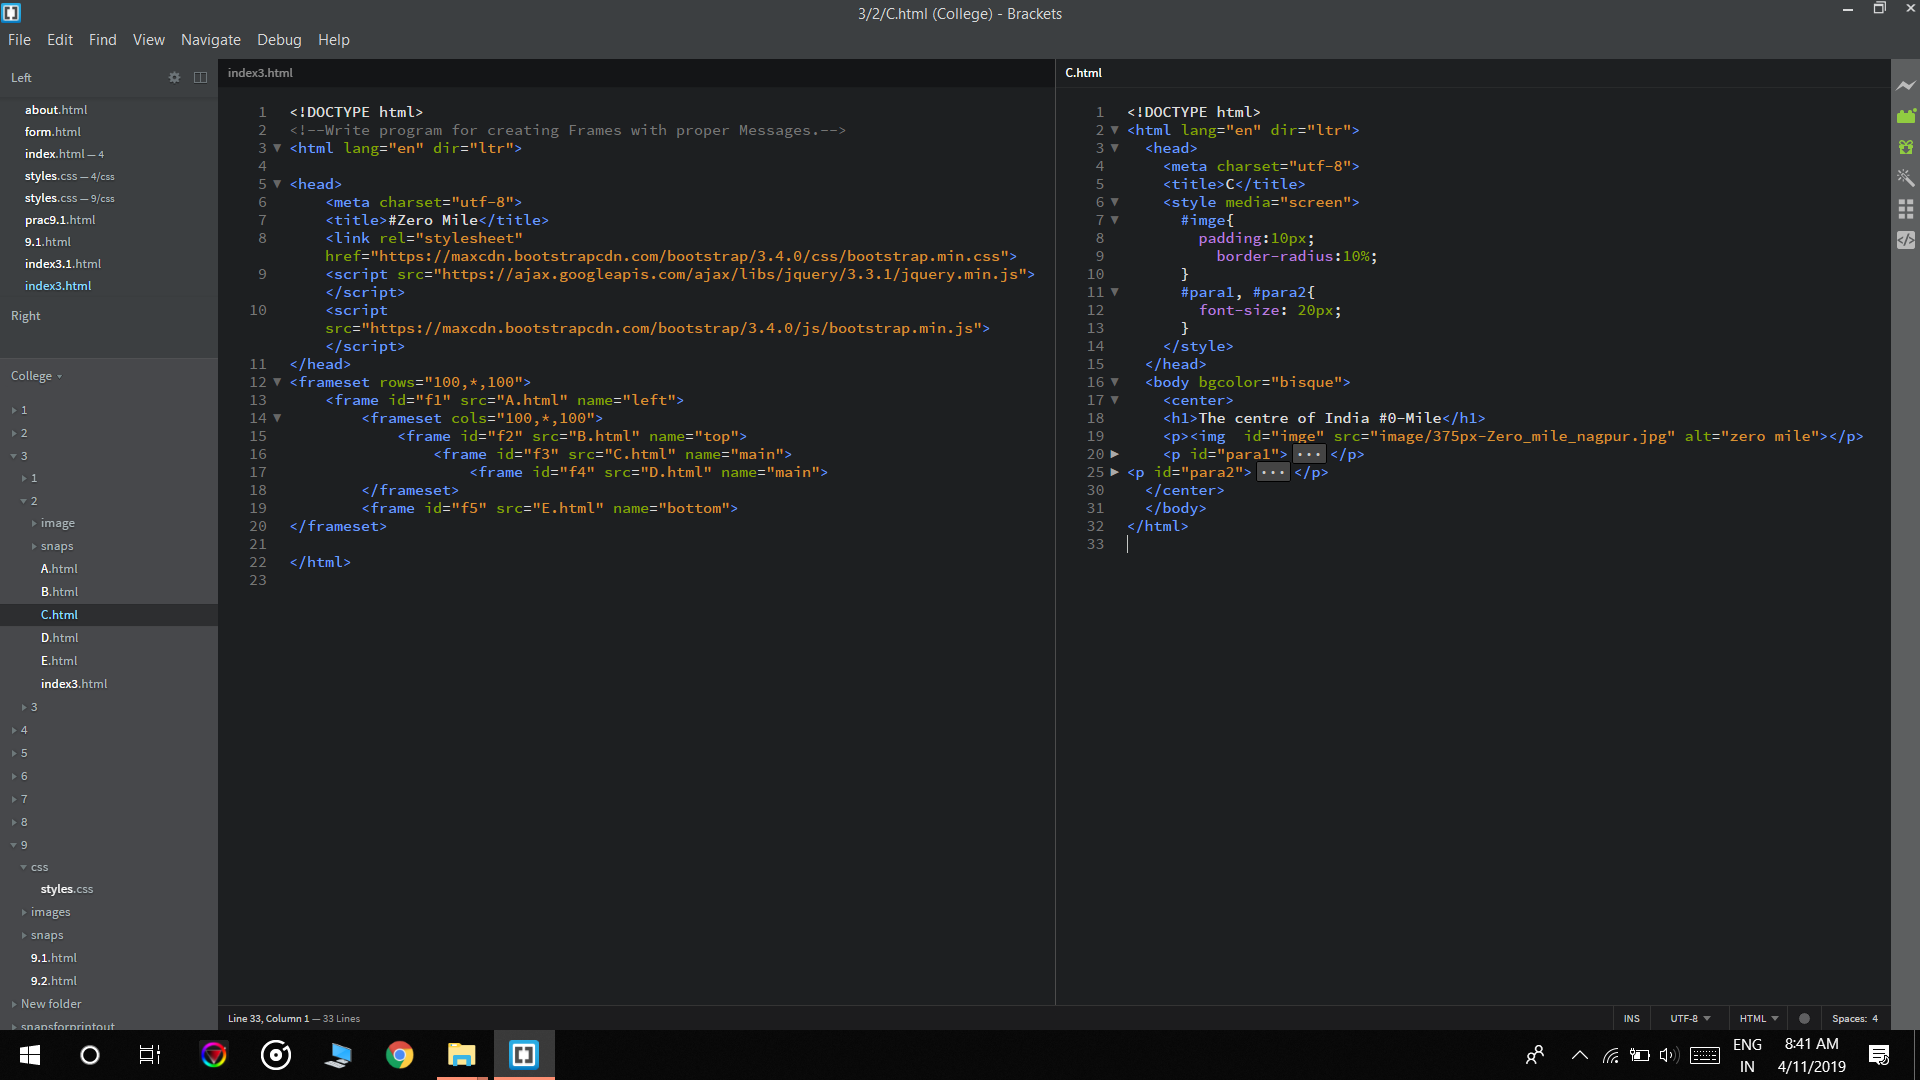 3/2/C.html (College) - Brackets
File Edit Find View Navigate Debug Help
Left
about.html
form.html
index.html — 4
styles.css — 4/css
styles.css — 9/css
prac9.1.html
9.1.html
index3.1.html
index3.html
Right
College
1
2
3
1
2
image
snaps
A.html
B.html
C.html
D.html
E.html
index3.html
3
4
5
6
7
8
9
css
styles.css
images
snaps
9.1.html
9.2.html
New folder
snapsforprintout
index3.html
1 <!DOCTYPE html>
2 <!--Write program for creating Frames with proper Messages.-->
3 <html lang="en" dir="ltr">
4
5 <head>
6 <meta charset="utf-8">
7 <title>#Zero Mile</title>
8 <link rel="stylesheet"
href="https://maxcdn.bootstrapcdn.com/bootstrap/3.4.0/css/bootstrap.min.css">
9 <script src="https://ajax.googleapis.com/ajax/libs/jquery/3.3.1/jquery.min.js">
</script>
10 <script
src="https://maxcdn.bootstrapcdn.com/bootstrap/3.4.0/js/bootstrap.min.js">
</script>
11 </head>
12 <frameset rows="100,*,100">
13 <frame id="f1" src="A.html" name="left">
14 <frameset cols="100,*,100">
15 <frame id="f2" src="B.html" name="top">
16 <frame id="f3" src="C.html" name="main">
17 <frame id="f4" src="D.html" name="main">
18 </frameset>
19 <frame id="f5" src="E.html" name="bottom">
20 </frameset>
21
22 </html>
23
C.html
1 <!DOCTYPE html>
2 <html lang="en" dir="ltr">
3 <head>
4 <meta charset="utf-8">
5 <title>C</title>
6 <style media="screen">
7 #imge{
8 padding:10px;
9 border-radius:10%;
10 }
11 #para1, #para2{
12 font-size: 20px;
13 }
14 </style>
15 </head>
16 <body bgcolor="bisque">
17 <center>
18 <h1>The centre of India #0-Mile</h1>
19 <p><img  id="imge" src="image/375px-Zero_mile_nagpur.jpg" alt="zero mile"></p>
20 <p id="para1">...</p>
25 <p id="para2">...</p>
30 </center>
31 </body>
32 </html>
33
Line 33, Column 1 — 33 Lines
INS UTF-8 HTML Spaces: 4
ENG
IN
8:41 AM
4/11/2019